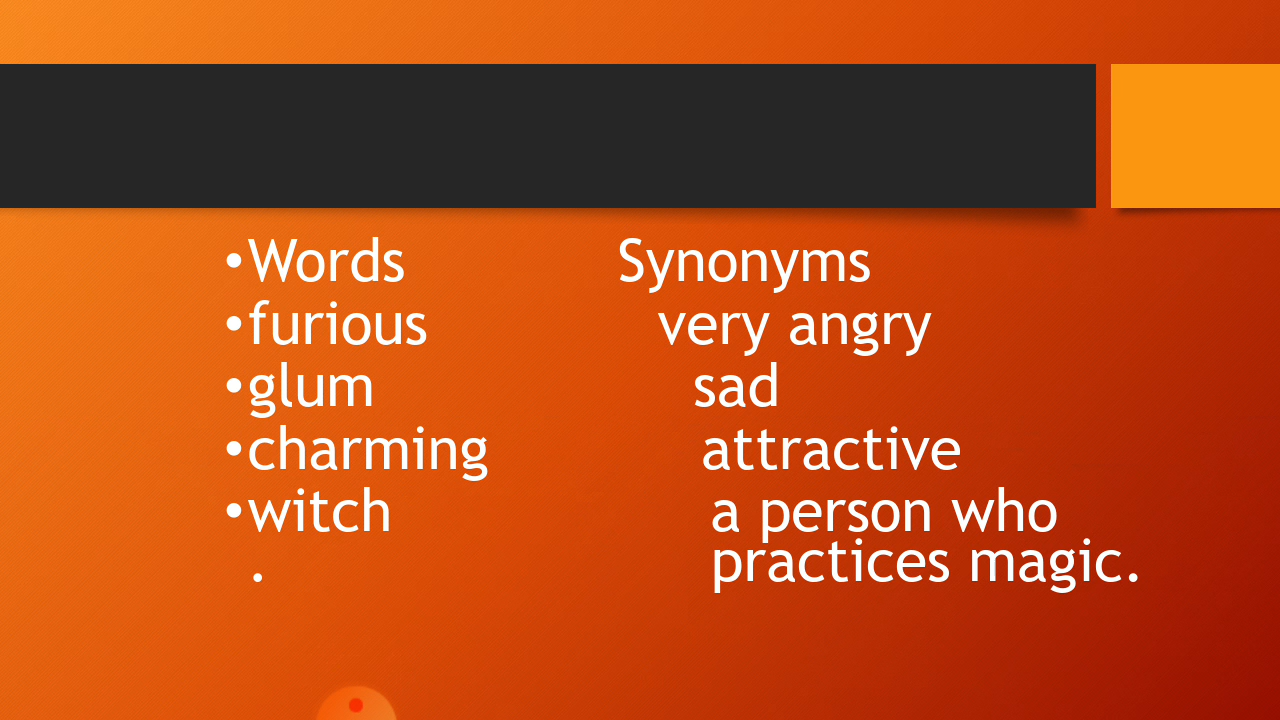 •Words Synonyms
•furious very angry
•glum sad
•charming attractive
•witch a person who
. practices magic.